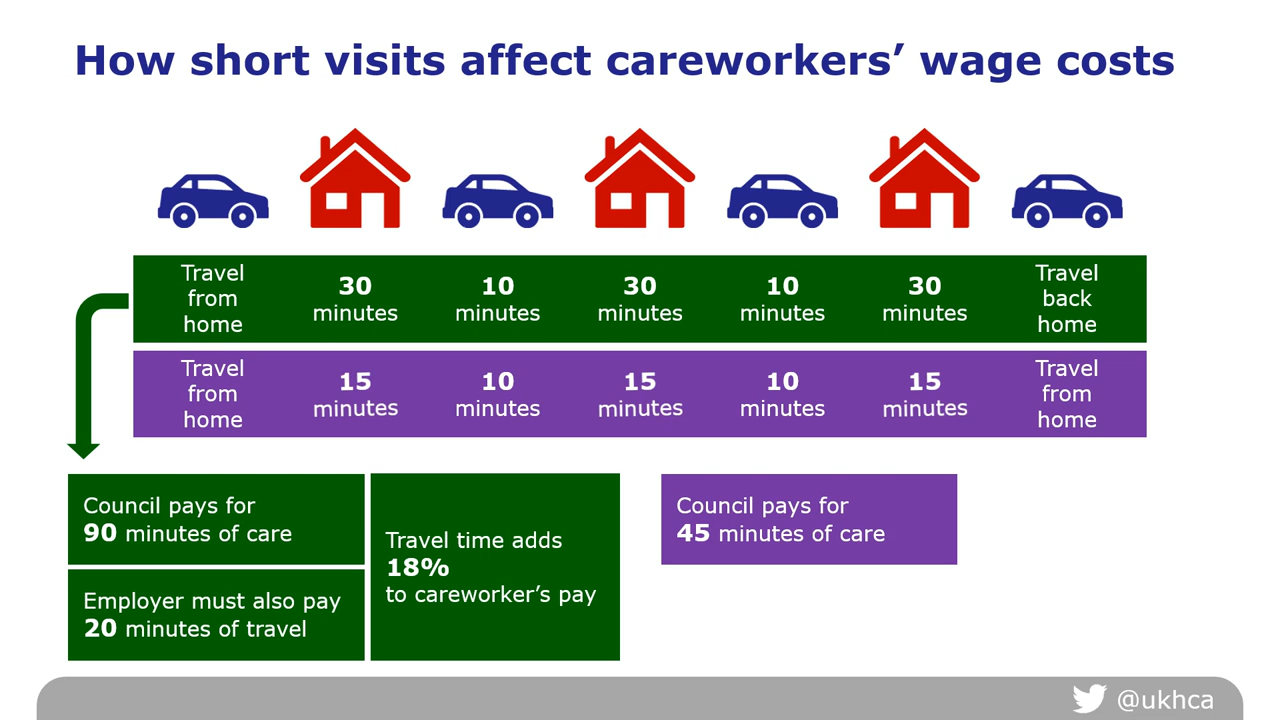 How short visits affect careworkers’ wage costs
Travel
from
home
30
minutes
10
minutes
30
minutes
10
minutes
30
minutes
Travel
back
home
Travel
from
home
15
minutes
10
minutes
15
minutes
10
minutes
15
minutes
Travel
from
home
Council pays for
90 minutes of care
Employer must also pay
20 minutes of travel
Travel time adds
18%
to careworker’s pay
Council pays for
45 minutes of care
@ukhca